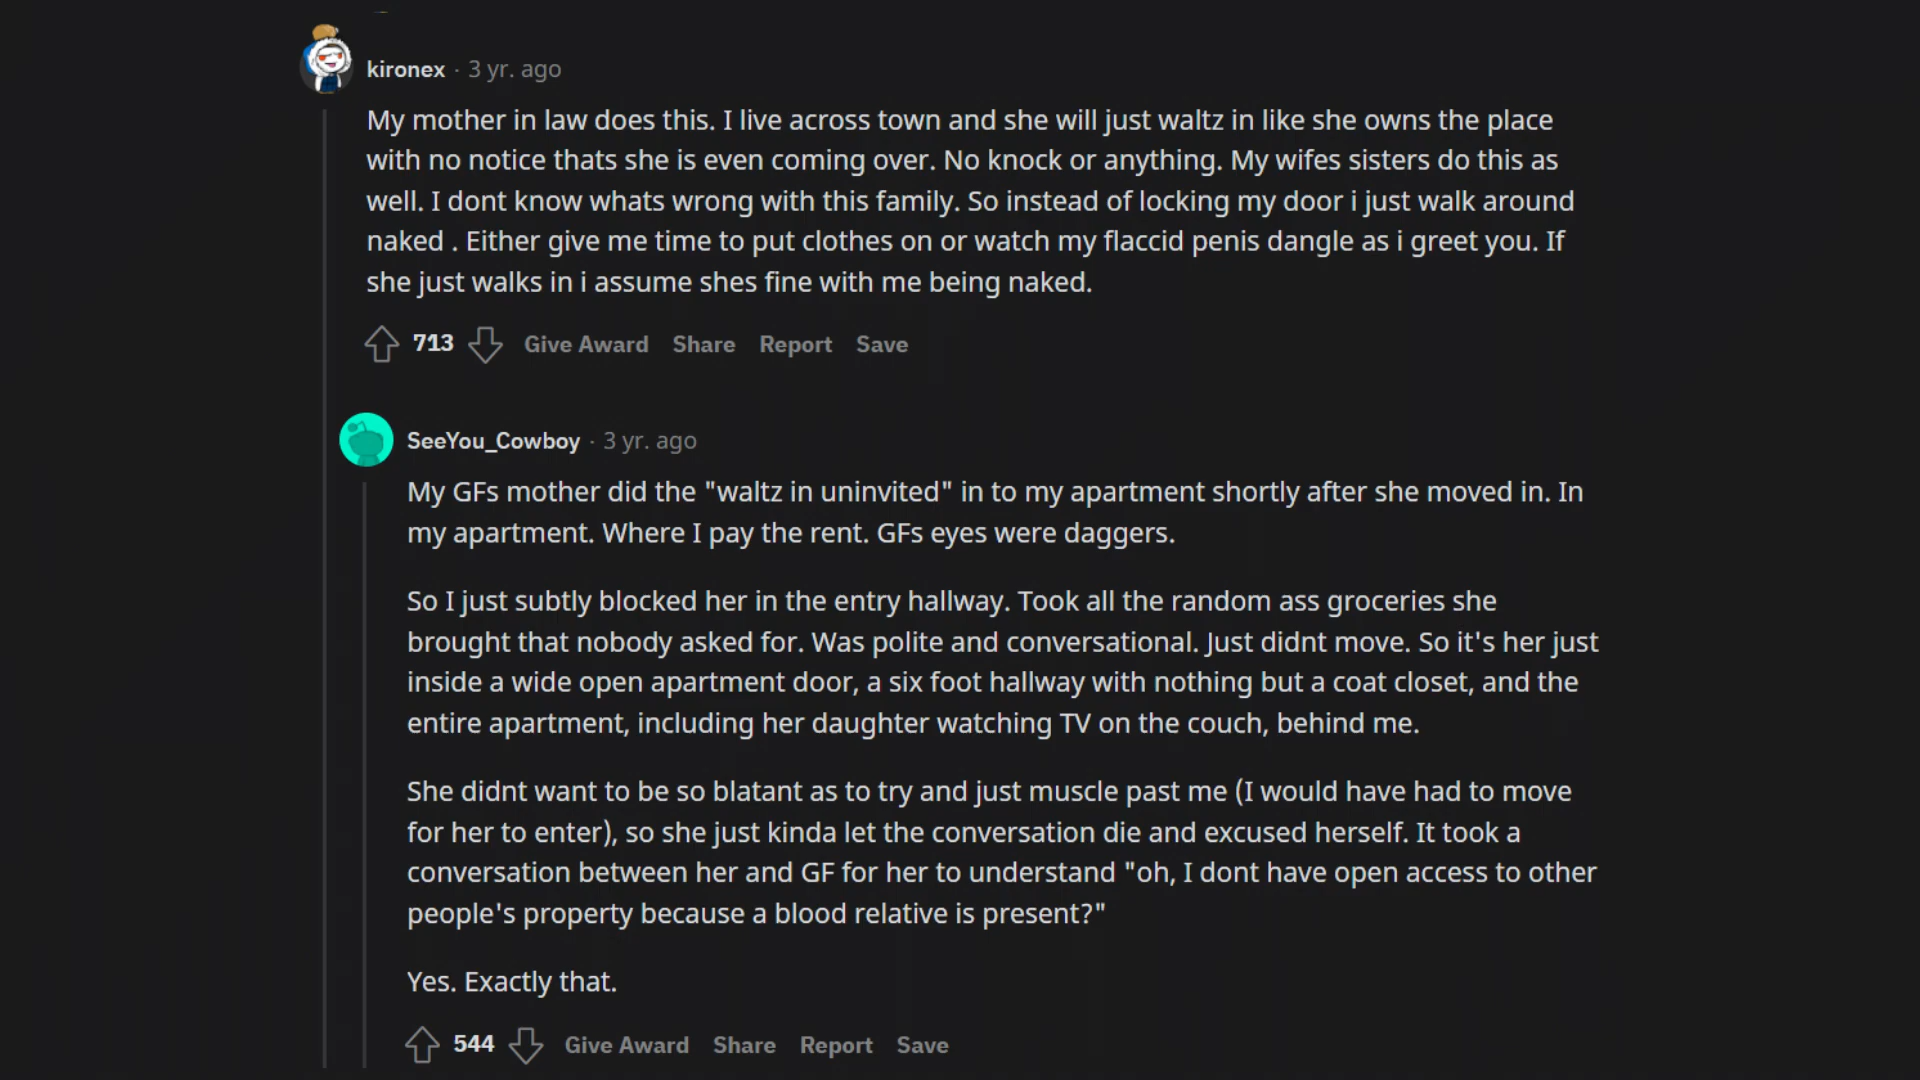 kironex · 3 yr. ago
My mother in law does this. I live across town and she will just waltz in like she owns the place
with no notice thats she is even coming over. No knock or anything. My wifes sisters do this as
well. I dont know whats wrong with this family. So instead of locking my door i just walk around
naked . Either give me time to put clothes on or watch my flaccid penis dangle as i greet you. If
she just walks in i assume shes fine with me being naked.
713 Give Award Share Report Save
SeeYou_Cowboy · 3 yr. ago
My GFs mother did the "waltz in uninvited" in to my apartment shortly after she moved in. In
my apartment. Where I pay the rent. GFs eyes were daggers.
So I just subtly blocked her in the entry hallway. Took all the random ass groceries she
brought that nobody asked for. Was polite and conversational. Just didnt move. So it's her just
inside a wide open apartment door, a six foot hallway with nothing but a coat closet, and the
entire apartment, including her daughter watching TV on the couch, behind me.
She didnt want to be so blatant as to try and just muscle past me (I would have had to move
for her to enter), so she just kinda let the conversation die and excused herself. It took a
conversation between her and GF for her to understand "oh, I dont have open access to other
people's property because a blood relative is present?"
Yes. Exactly that.
544 Give Award Share Report Save